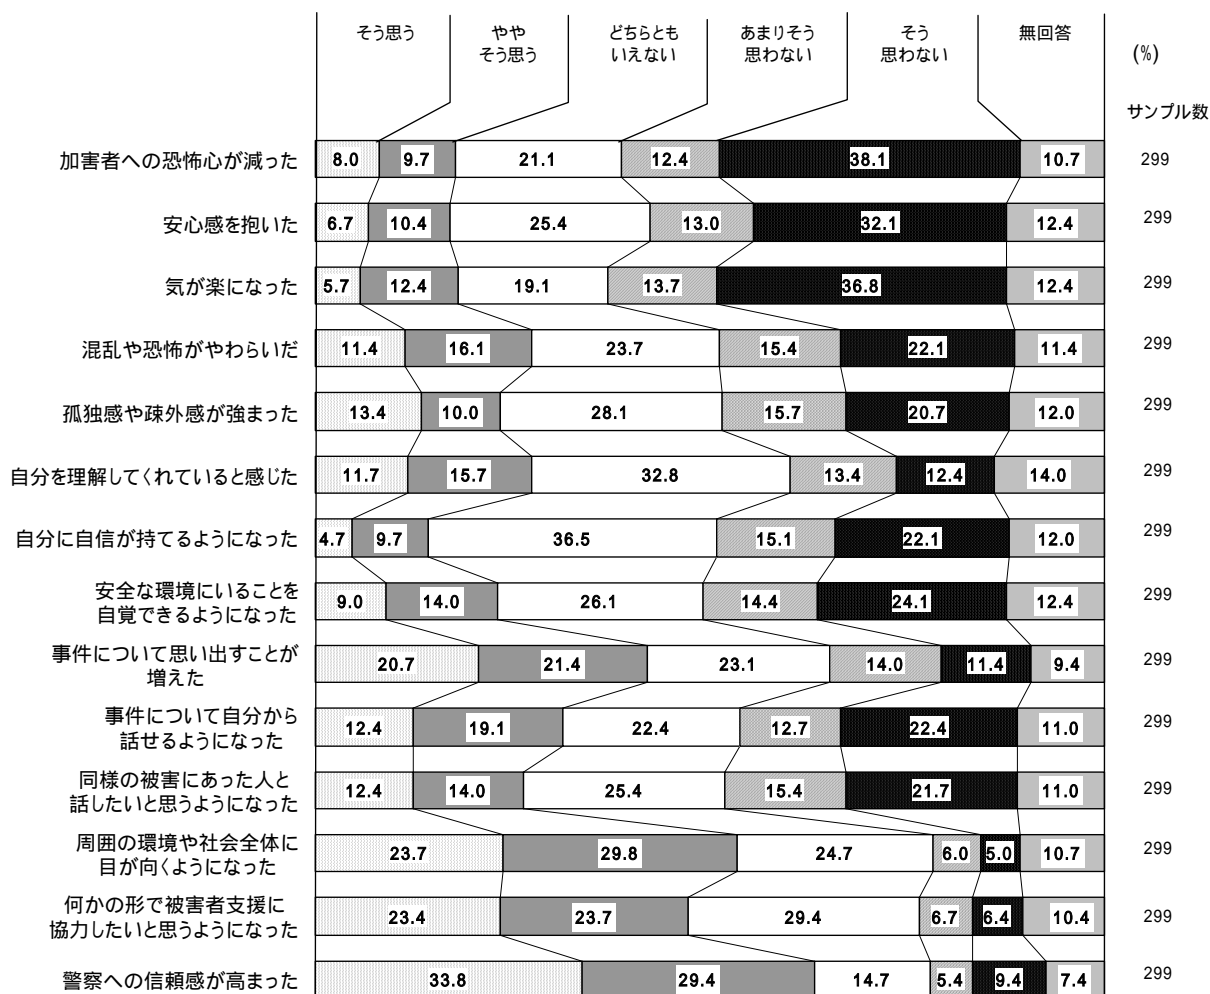 そう思う
やや
そう思う
どちらとも
いえない
あまりそう
思わない
そう
思わない
無回答
(%)
サンプル数
加害者への恐怖心が減った 8.0 9.7 21.1 12.4 38.1 10.7 299
安心感を抱いた 6.7 10.4 25.4 13.0 32.1 12.4 299
気が楽になった 5.7 12.4 19.1 13.7 36.8 12.4 299
混乱や恐怖がやわらいだ 11.4 16.1 23.7 15.4 22.1 11.4 299
孤独感や疎外感が強まった 13.4 10.0 28.1 15.7 20.7 12.0 299
自分を理解してくれていると感じた 11.7 15.7 32.8 13.4 12.4 14.0 299
自分に自信が持てるようになった 4.7 9.7 36.5 15.1 22.1 12.0 299
安全な環境にいることを
自覚できるようになった 9.0 14.0 26.1 14.4 24.1 12.4 299
事件について思い出すことが
増えた 20.7 21.4 23.1 14.0 11.4 9.4 299
事件について自分から
話せるようになった 12.4 19.1 22.4 12.7 22.4 11.0 299
同様の被害にあった人と
話したいと思うようになった 12.4 14.0 25.4 15.4 21.7 11.0 299
周囲の環境や社会全体に
目が向くようになった 23.7 29.8 24.7 6.0 5.0 10.7 299
何かの形で被害者支援に
協力したいと思うようになった 23.4 23.7 29.4 6.7 6.4 10.4 299
警察への信頼感が高まった 33.8 29.4 14.7 5.4 9.4 7.4 299